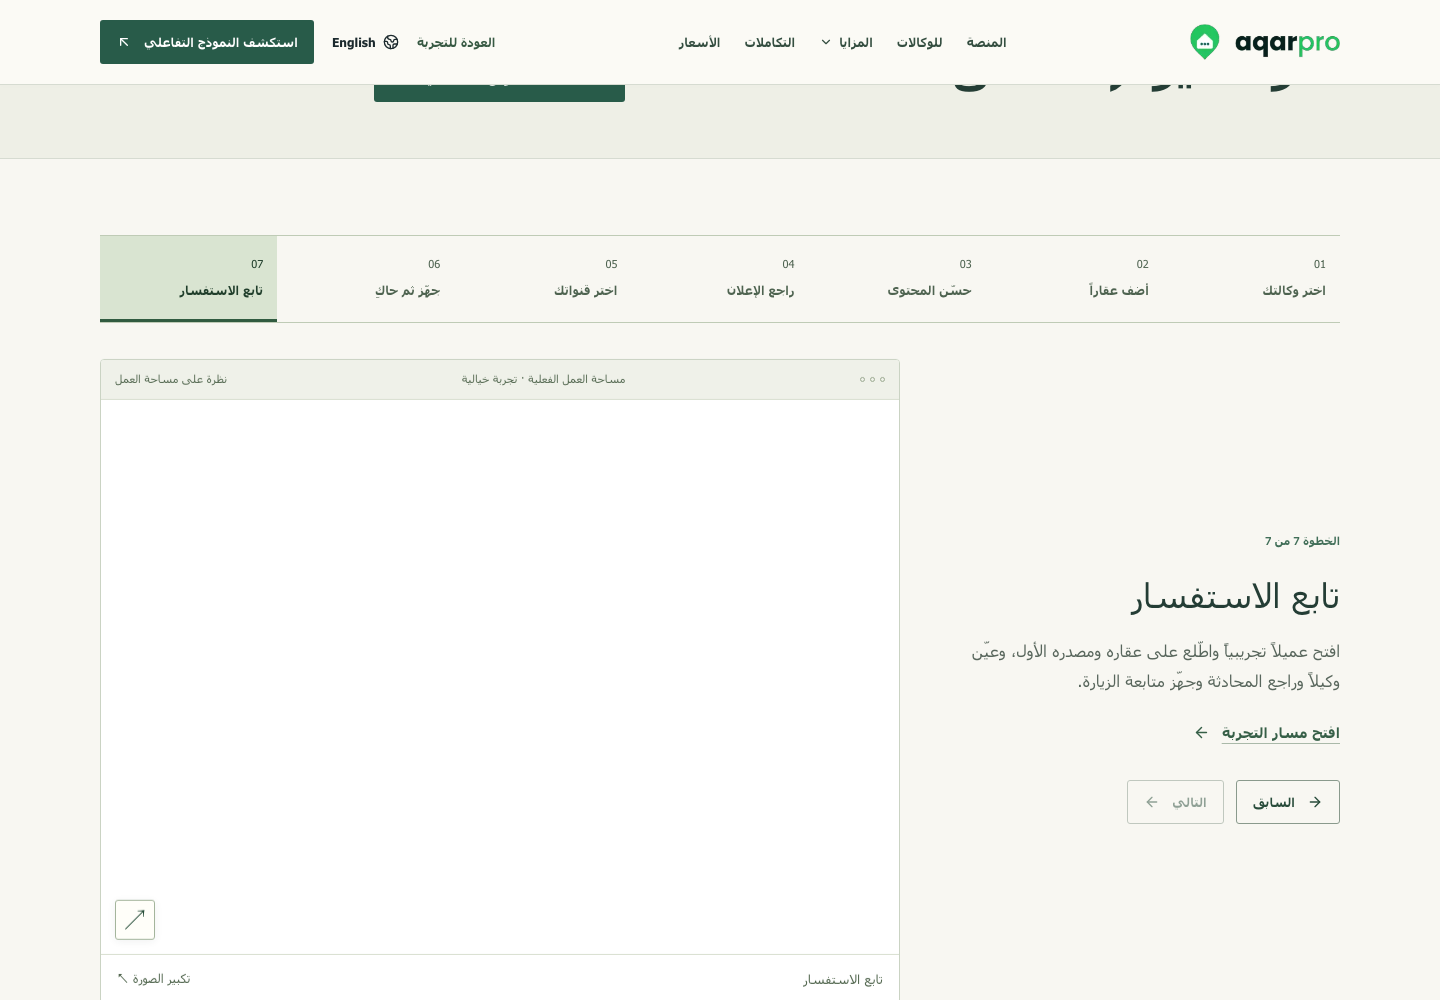 aqarpro
المنصة
للوكالات
المزايا
التكاملات
الأسعار
العودة للتجربة
English
استكشف النموذج التفاعلي
01
اختر وكالتك
02
أضف عقاراً
03
حسّن المحتوى
04
راجع الإعلان
05
اختر قنواتك
06
جهّز ثم حاكِ
07
تابع الاستفسار
مساحة العمل الفعلية · تجربة خيالية
نظرة على مساحة العمل
الخطوة 7 من 7
تابع الاستفسار
افتح عميلاً تجريبياً واطّلع على عقاره ومصدره الأول، وعيّن
وكيلاً وراجع المحادثة وجهّز متابعة الزيارة.
افتح مسار التجربة
السابق
التالي
تابع الاستفسار
تكبير الصورة